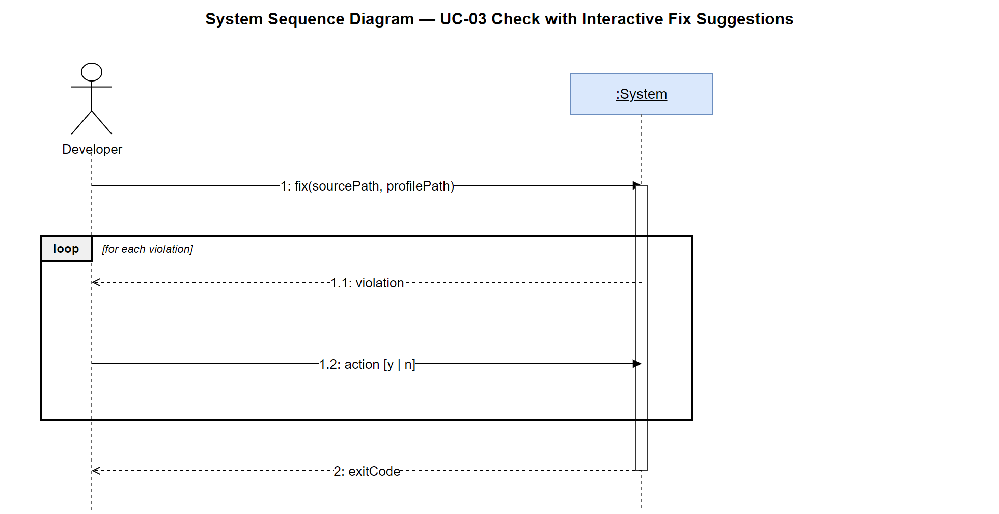 System Sequence Diagram — UC-03 Check with Interactive Fix Suggestions
:System
Developer
1: fix(sourcePath, profilePath)
loop
[for each violation]
1.1: violation
1.2: action [y | n]
2: exitCode